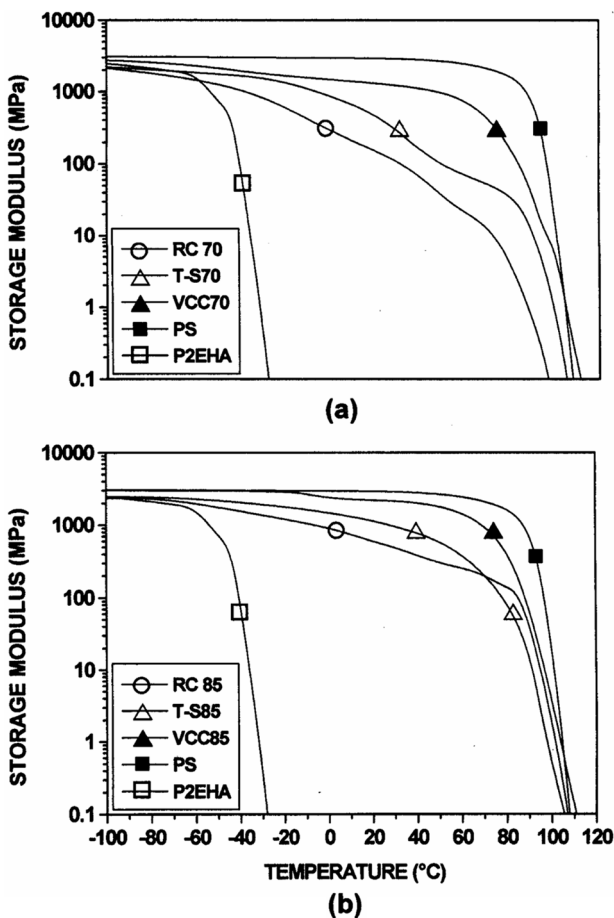 10000
1000
100
10
1
0.1
STORAGE MODULUS (MPa)
RC 70
T-S70
VCC70
PS
P2EHA
(a)
10000
1000
100
10
1
0.1
STORAGE MODULUS (MPa)
RC 85
T-S85
VCC85
PS
P2EHA
-100 -80 -60 -40 -20 0 20 40 60 80 100 120
TEMPERATURE (°C)
(b)